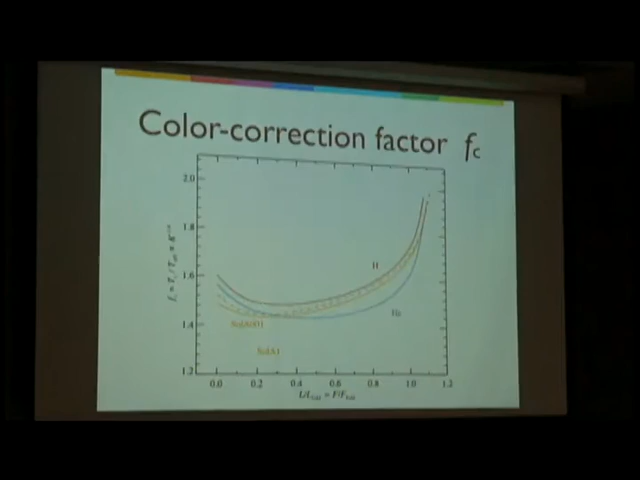 Color-correction factor fc
2.0
1.8
1.6
1.4
1.2
H
He
SolA001
SolA1
0.0 0.2 0.4 0.6 0.8 1.0 1.2